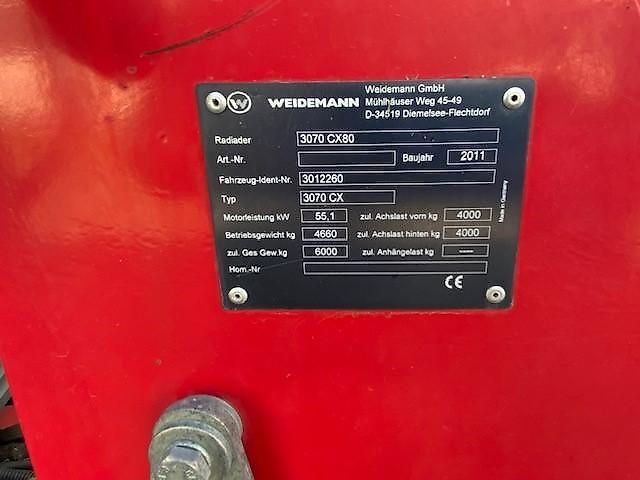 Weidemann GmbH
W WEIDEMANN Mühlhäuser Weg 45-49
D-34519 Diemelsee-Flechtdorf
Radlader 3070 CX80
Art.-Nr. Baujahr 2011
Fahrzeug-Ident-Nr. 3012260
Typ 3070 CX
Motorleistung kW 55,1 zul. Achslast vorn kg 4000
Betriebsgewicht kg 4660 zul. Achslast hinten kg 4000
zul. Ges Gew.kg 6000 zul. Anhängelast kg ----
Hom.-Nr
CE
Made in Germany